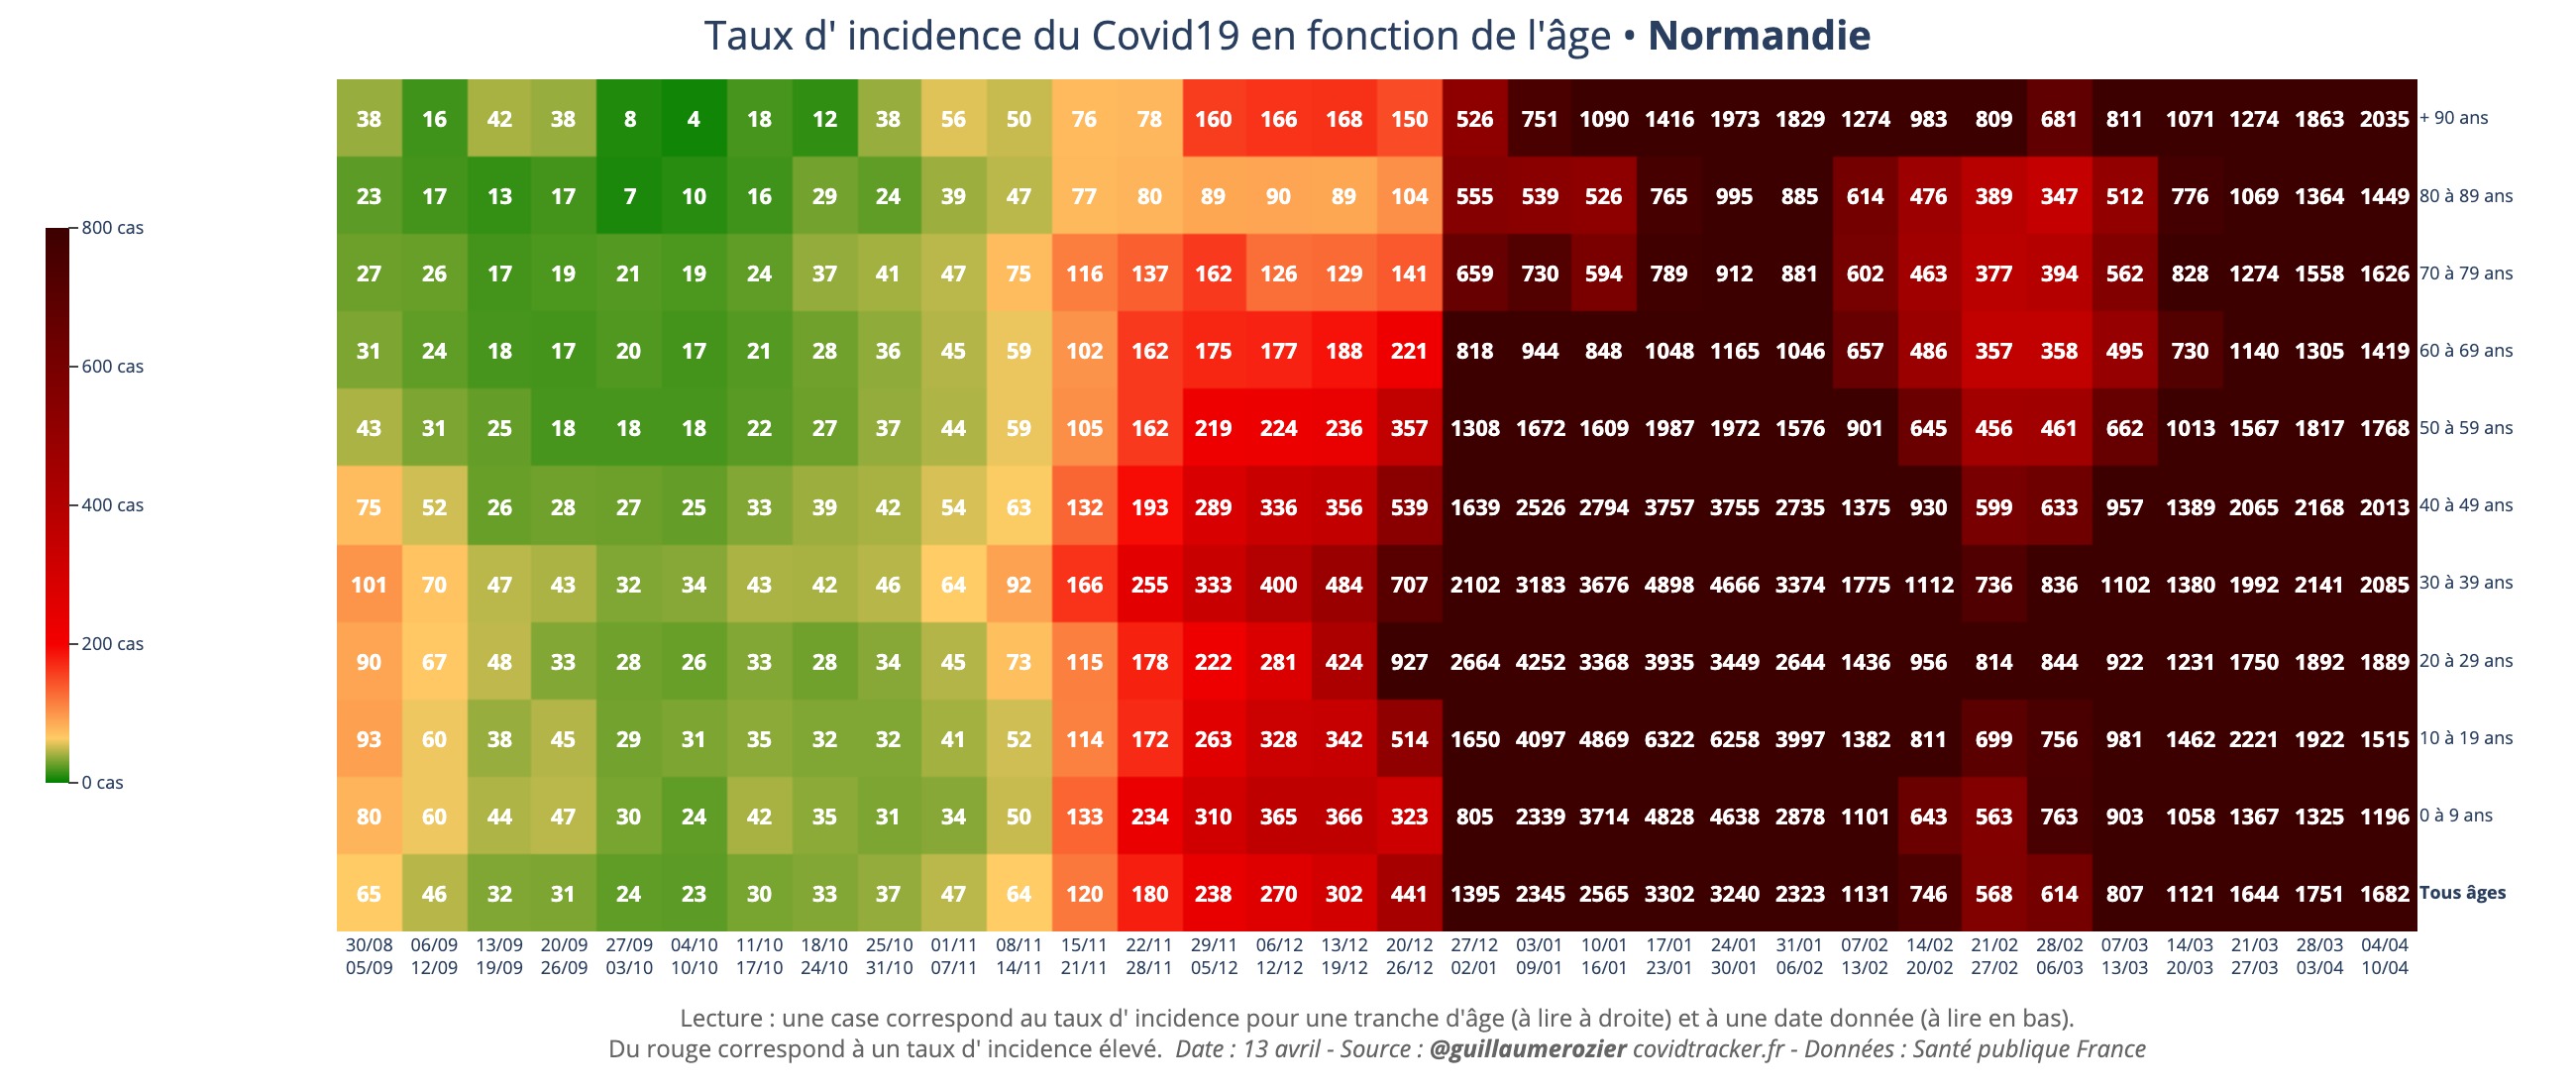 Taux d' incidence du Covid19 en fonction de l'âge • Normandie
38 16 42 38 8 4 18 12 38 56 50 76 78 160 166 168 150 526 751 1090 1416 1973 1829 1274 983 809 681 811 1071 1274 1863 2035 + 90 ans
23 17 13 17 7 10 16 29 24 39 47 77 80 89 90 89 104 555 539 526 765 995 885 614 476 389 347 512 776 1069 1364 1449 80 à 89 ans
800 cas
27 26 17 19 21 19 24 37 41 47 75 116 137 162 126 129 141 659 730 594 789 912 881 602 463 377 394 562 828 1274 1558 1626 70 à 79 ans
31 24 18 17 20 17 21 28 36 45 59 102 162 175 177 188 221 818 944 848 1048 1165 1046 657 486 357 358 495 730 1140 1305 1419 60 à 69 ans
600 cas
43 31 25 18 18 18 22 27 37 44 59 105 162 219 224 236 357 1308 1672 1609 1987 1972 1576 901 645 456 461 662 1013 1567 1817 1768 50 à 59 ans
400 cas
75 52 26 28 27 25 33 39 42 54 63 132 193 289 336 356 539 1639 2526 2794 3757 3755 2735 1375 930 599 633 957 1389 2065 2168 2013 40 à 49 ans
101 70 47 43 32 34 43 42 46 64 92 166 255 333 400 484 707 2102 3183 3676 4898 4666 3374 1775 1112 736 836 1102 1380 1992 2141 2085 30 à 39 ans
200 cas
90 67 48 33 28 26 33 28 34 45 73 115 178 222 281 424 927 2664 4252 3368 3935 3449 2644 1436 956 814 844 922 1231 1750 1892 1889 20 à 29 ans
93 60 38 45 29 31 35 32 32 41 52 114 172 263 328 342 514 1650 4097 4869 6322 6258 3997 1382 811 699 756 981 1462 2221 1922 1515 10 à 19 ans
0 cas
80 60 44 47 30 24 42 35 31 34 50 133 234 310 365 366 323 805 2339 3714 4828 4638 2878 1101 643 563 763 903 1058 1367 1325 1196 0 à 9 ans
65 46 32 31 24 23 30 33 37 47 64 120 180 238 270 302 441 1395 2345 2565 3302 3240 2323 1131 746 568 614 807 1121 1644 1751 1682 Tous âges
30/08 06/09 13/09 20/09 27/09 04/10 11/10 18/10 25/10 01/11 08/11 15/11 22/11 29/11 06/12 13/12 20/12 27/12 03/01 10/01 17/01 24/01 31/01 07/02 14/02 21/02 28/02 07/03 14/03 21/03 28/03 04/04
05/09 12/09 19/09 26/09 03/10 10/10 17/10 24/10 31/10 07/11 14/11 21/11 28/11 05/12 12/12 19/12 26/12 02/01 09/01 16/01 23/01 30/01 06/02 13/02 20/02 27/02 06/03 13/03 20/03 27/03 03/04 10/04
Lecture : une case correspond au taux d' incidence pour une tranche d'âge (à lire à droite) et à une date donnée (à lire en bas).
Du rouge correspond à un taux d' incidence élevé. Date : 13 avril - Source : @guillaumerozier covidtracker.fr - Données : Santé publique France